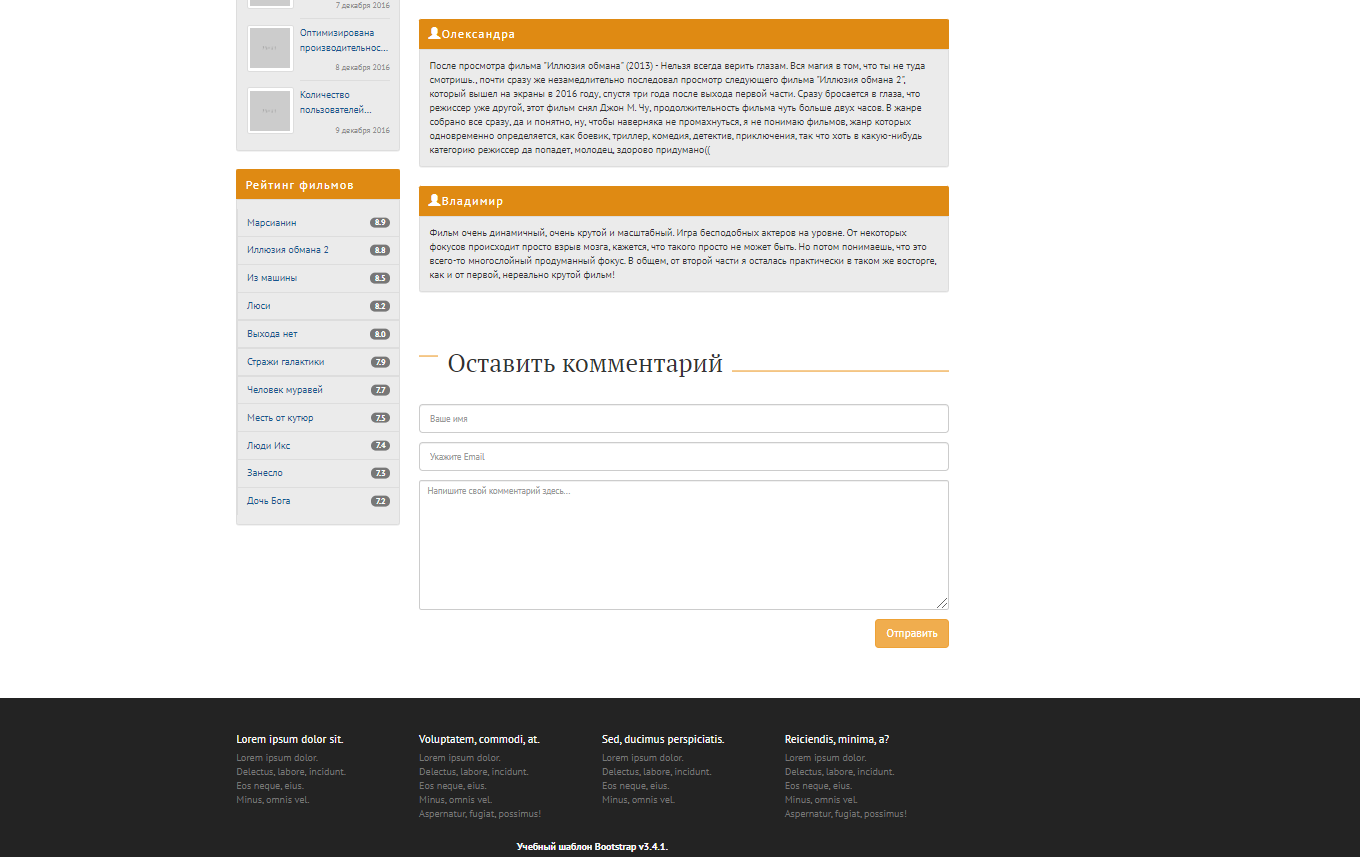 7 декабря 2016
Оптимизирована
производительнос...
8 декабря 2016
Количество
пользователей...
9 декабря 2016
Рейтинг фильмов
Марсианин 8.9
Иллюзия обмана 2 8.8
Из машины 8.5
Люси 8.2
Выхода нет 8.0
Стражи галактики 7.9
Человек муравей 7.7
Месть от кутюр 7.5
Люди Икс 7.4
Занесло 7.3
Дочь Бога 7.2
Олександра
После просмотра фильма "Иллюзия обмана" (2013) - Нельзя всегда верить глазам. Вся магия в том, что ты не туда
смотришь., почти сразу же незамедлительно последовал просмотр следующего фильма "Иллюзия обмана 2",
который вышел на экраны в 2016 году, спустя три года после выхода первой части. Сразу бросается в глаза, что
режиссер уже другой, этот фильм снял Джон М. Чу, продолжительность фильма чуть больше двух часов. В жанре
собрано все сразу, да и понятно, ну, чтобы наверняка не промахнуться, я не понимаю фильмов, жанр которых
одновременно определяется, как боевик, триллер, комедия, детектив, приключения, так что хоть в какую-нибудь
категорию режиссер да попадет, молодец, здорово придумано((
Владимир
Фильм очень динамичный, очень крутой и масштабный. Игра бесподобных актеров на уровне. От некоторых
фокусов происходит просто взрыв мозга, кажется, что такого просто не может быть. Но потом понимаешь, что это
всего-то многослойный продуманный фокус. В общем, от второй части я осталась практически в таком же восторге,
как и от первой, нереально крутой фильм!
Оставить комментарий
Ваше имя
Укажите Email
Напишите свой комментарий здесь...
Отправить
Lorem ipsum dolor sit.
Lorem ipsum dolor.
Delectus, labore, incidunt.
Eos neque, eius.
Minus, omnis vel.
Voluptatem, commodi, at.
Lorem ipsum dolor.
Delectus, labore, incidunt.
Eos neque, eius.
Minus, omnis vel.
Aspernatur, fugiat, possimus!
Sed, ducimus perspiciatis.
Lorem ipsum dolor.
Delectus, labore, incidunt.
Eos neque, eius.
Minus, omnis vel.
Reiciendis, minima, a?
Lorem ipsum dolor.
Delectus, labore, incidunt.
Eos neque, eius.
Minus, omnis vel.
Aspernatur, fugiat, possimus!
Учебный шаблон Bootstrap v3.4.1.